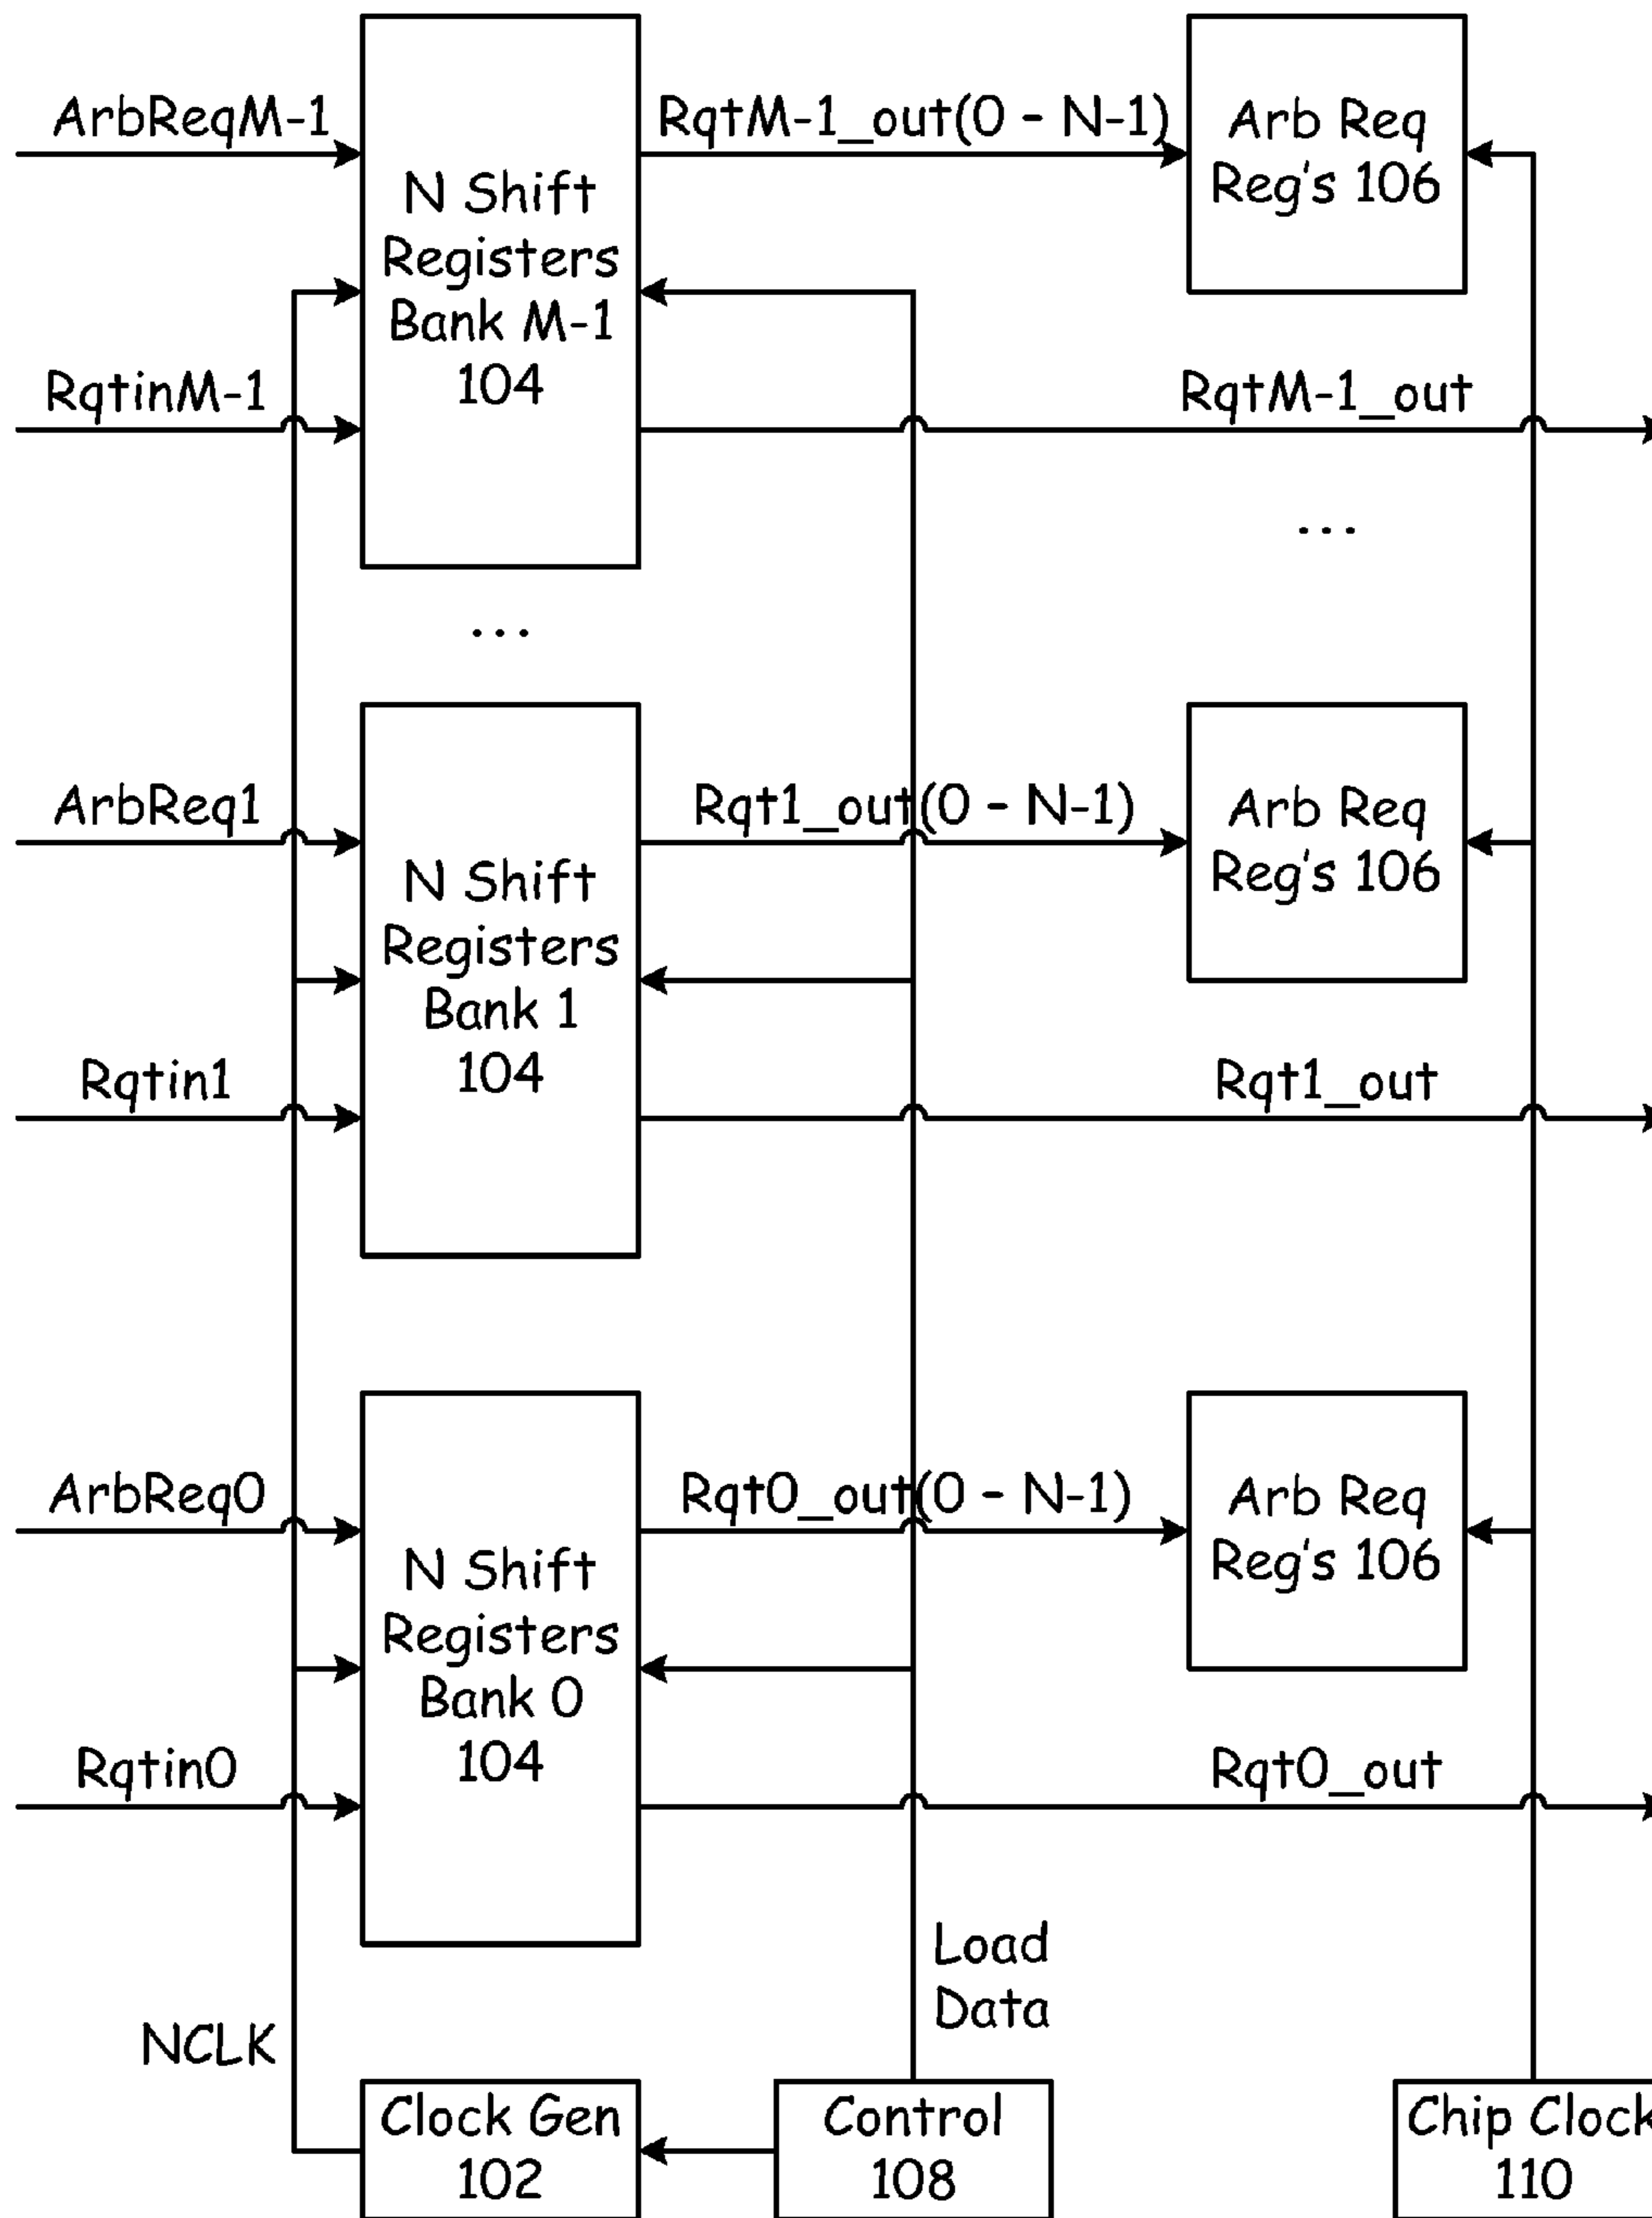 ArbReqM-1
RqtM-1_out(0 - N-1)
Arb Req
Reg's 106
N Shift
Registers
Bank M-1
104
RqtinM-1
RqtM-1_out
...
...
ArbReq1
Rqt1_out(0 - N-1)
Arb Req
Reg's 106
N Shift
Registers
Bank 1
104
Rqtin1
Rqt1_out
ArbReq0
Rqt0_out(0 - N-1)
Arb Req
Reg's 106
N Shift
Registers
Bank 0
104
Rqtin0
Rqt0_out
Load
Data
NCLK
Clock Gen
102
Control
108
Chip Clock
110